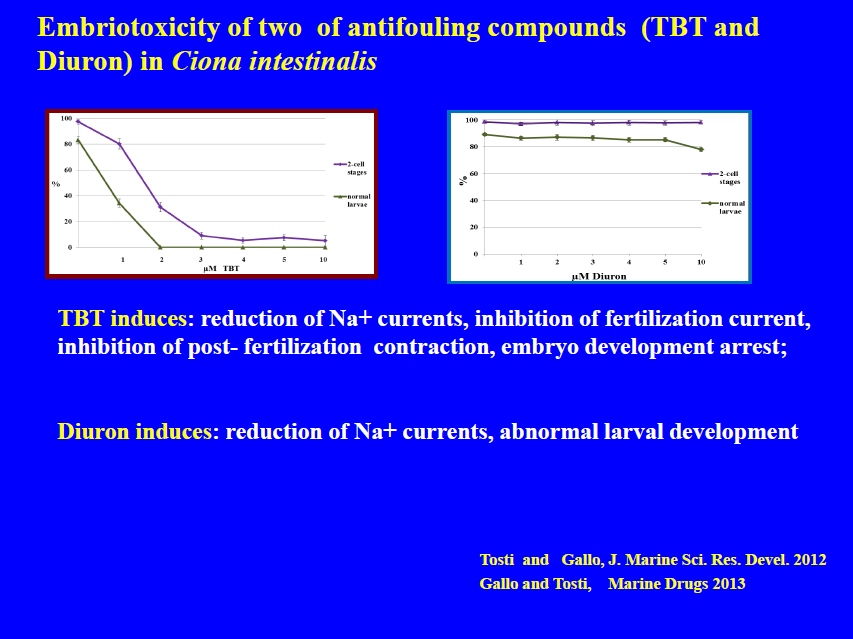 Embriotoxicity of two of antifouling compounds (TBT and
Diuron) in Ciona intestinalis
100
80
60
40
20
0
%
1 2 3 4 5 10
µM TBT
2-cell
stages
normal
larvae
100
80
60
40
20
0
%
1 2 3 4 5 10
µM Diuron
2-cell
stages
normal
larvae
TBT induces: reduction of Na+ currents, inhibition of fertilization current,
inhibition of post- fertilization contraction, embryo development arrest;
Diuron induces: reduction of Na+ currents, abnormal larval development
Tosti and Gallo, J. Marine Sci. Res. Devel. 2012
Gallo and Tosti, Marine Drugs 2013